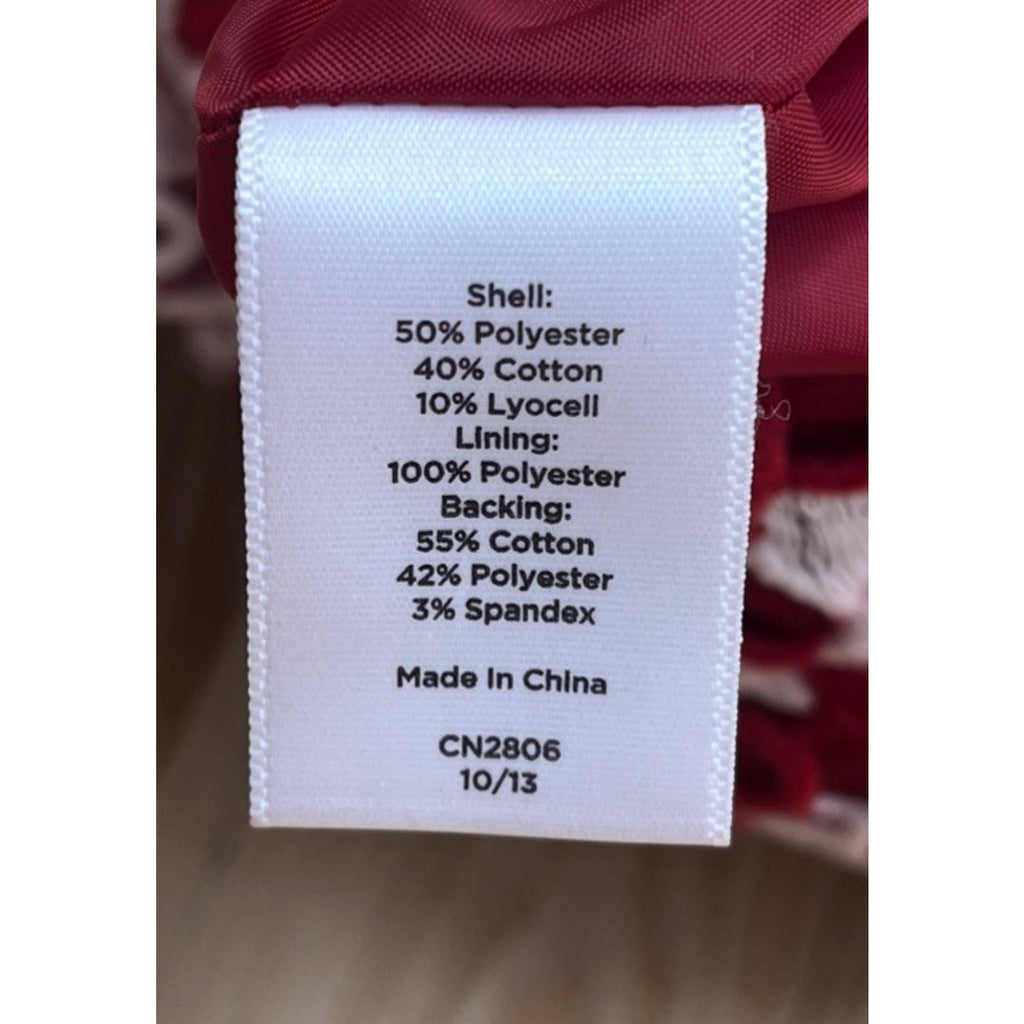 Shell:
50% Polyester
40% Cotton
10% Lyocell
Lining:
100% Polyester
Backing:
55% Cotton
42% Polyester
3% Spandex
Made In China
CN2806
10/13